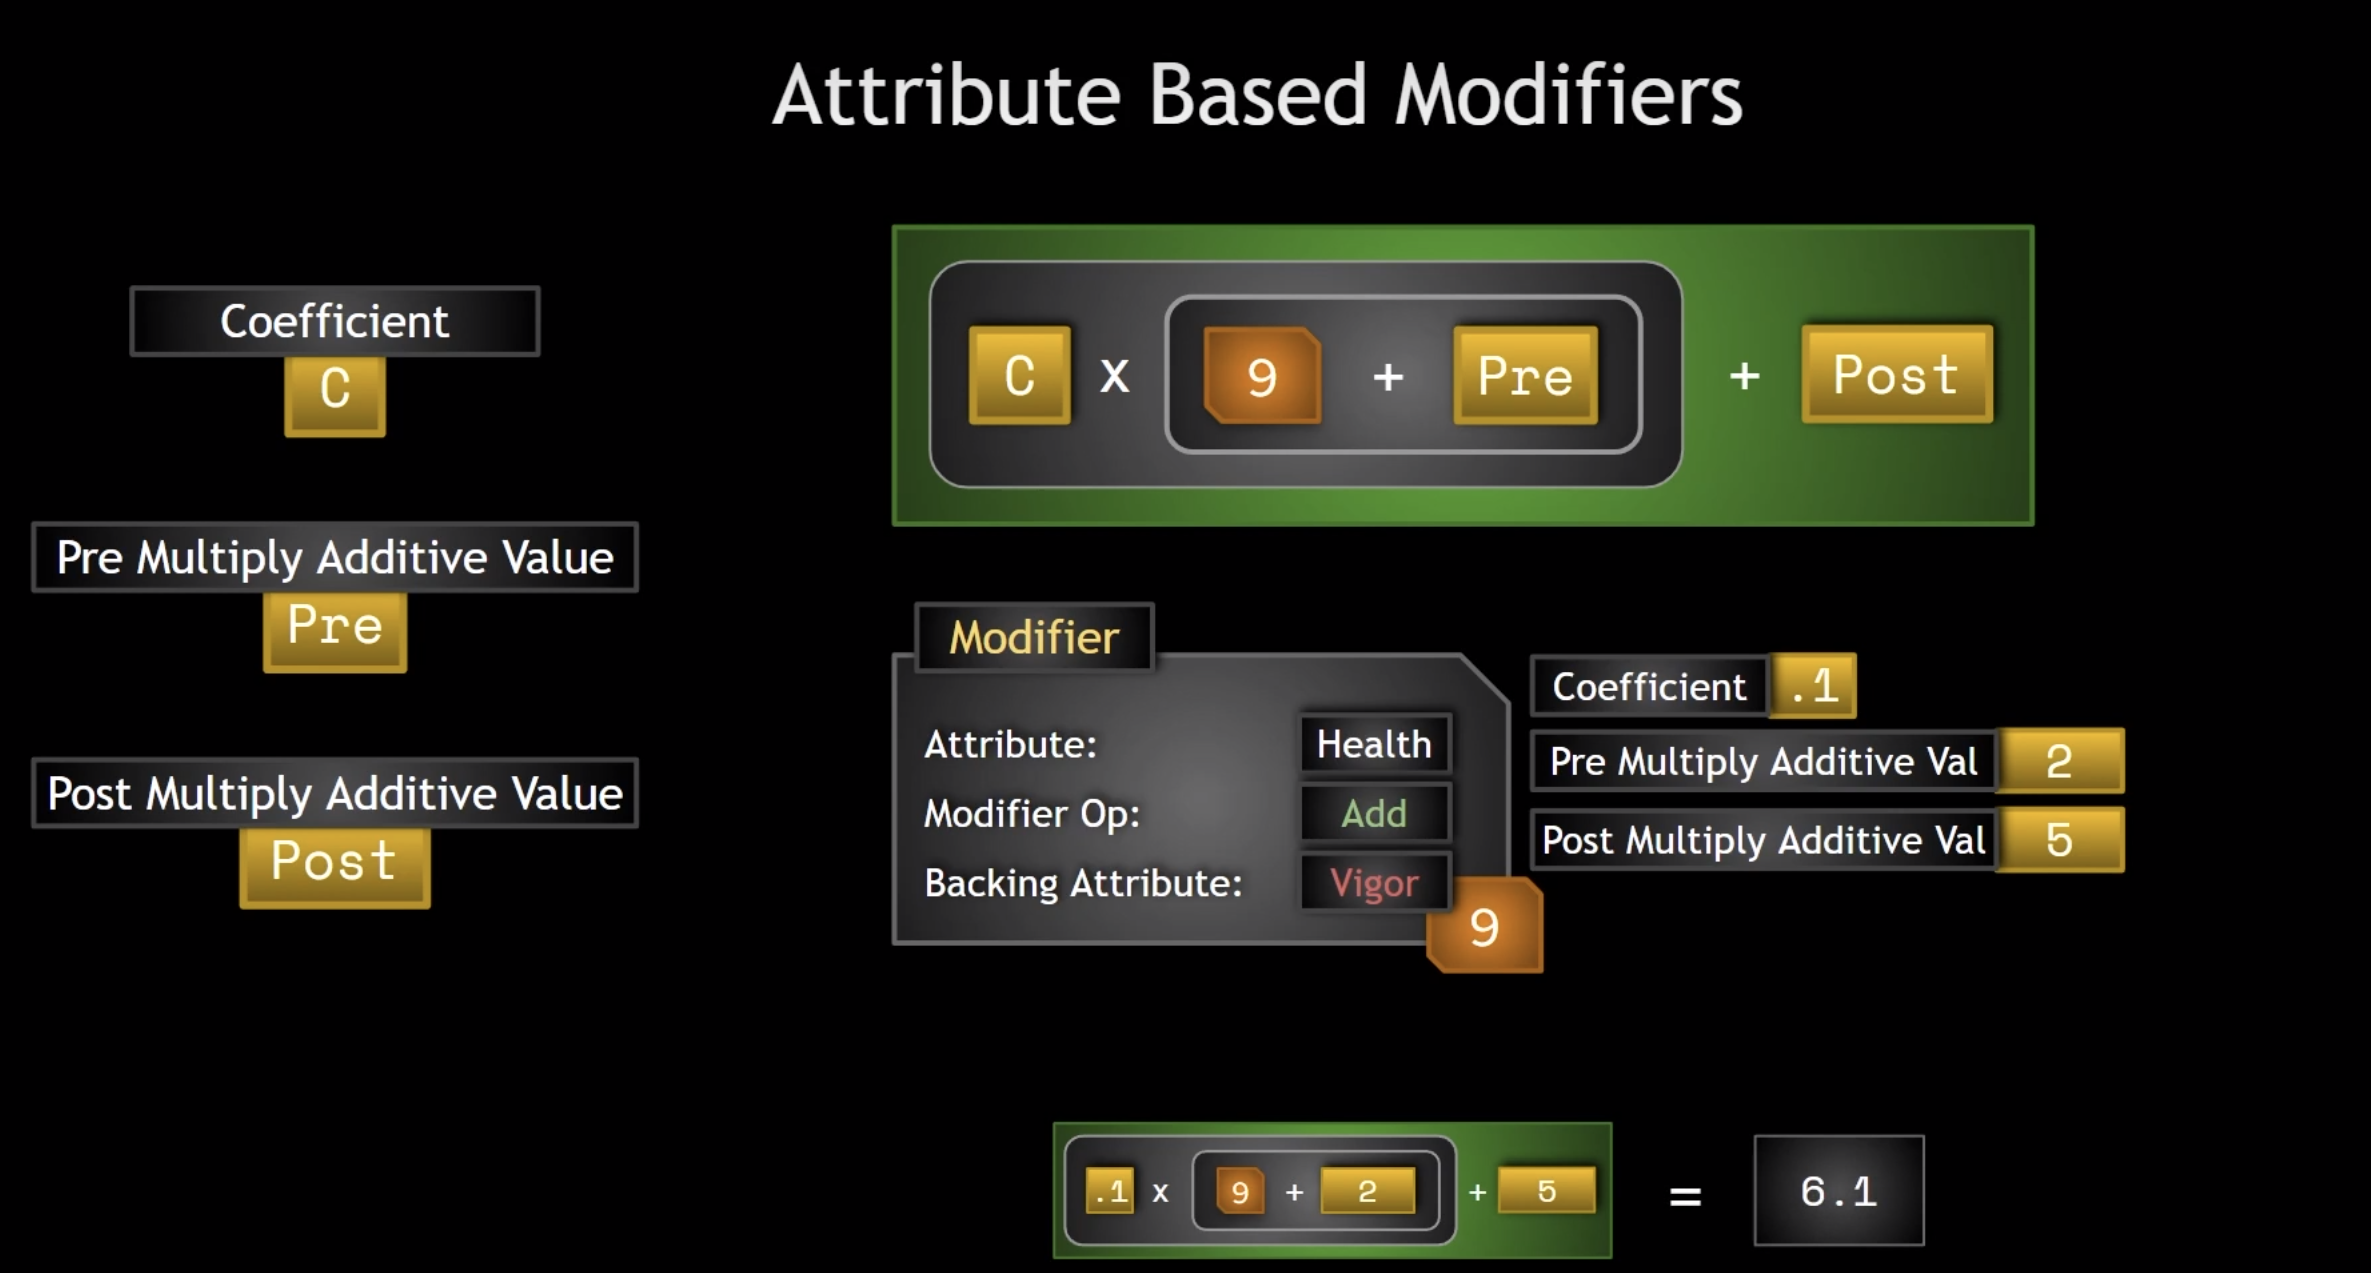 Attribute Based Modifiers
Coefficient
C
Pre Multiply Additive Value
Pre
Post Multiply Additive Value
Post
C x 9 + Pre + Post
Modifier
Attribute: Health
Modifier Op: Add
Backing Attribute: Vigor
9
Coefficient .1
Pre Multiply Additive Val 2
Post Multiply Additive Val 5
.1 x 9 + 2 + 5 = 6.1